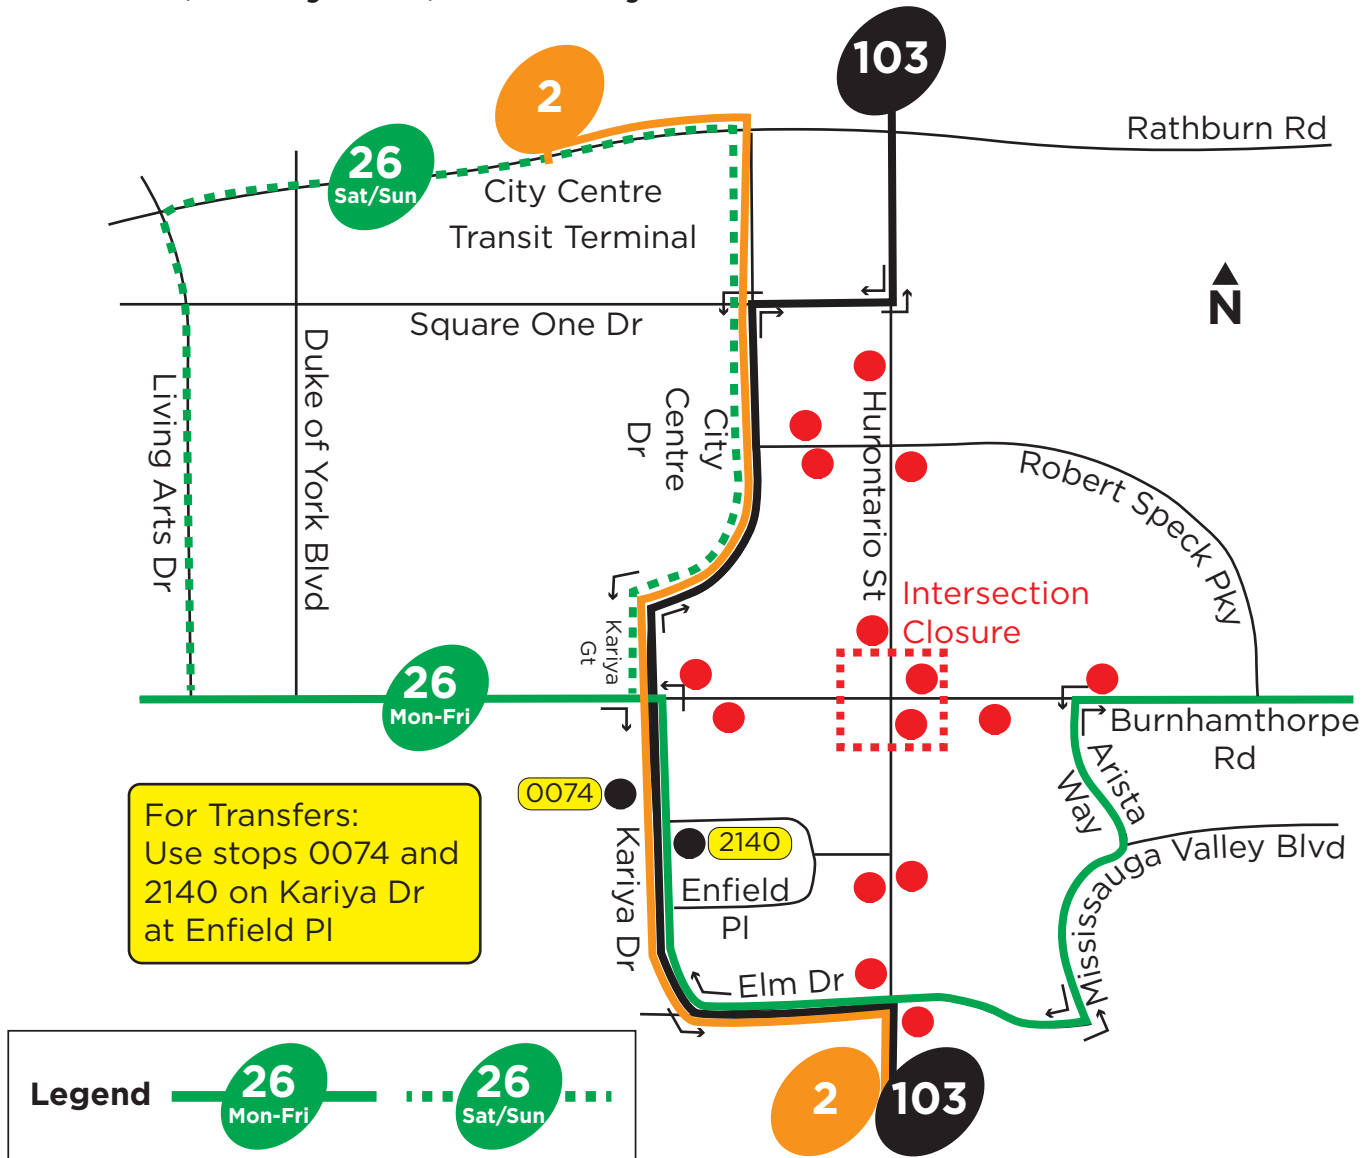 103
2
Rathburn Rd
26
Sat/Sun
City Centre
Transit Terminal
N
Square One Dr
Duke of York Blvd
Living Arts Dr
City
Centre
Dr
Hurontario St
Robert Speck Pky
Intersection
Closure
Kariya
Gt
26
Mon-Fri
Burnhamthorpe
Rd
Arista
Way
0074
For Transfers:
Use stops 0074 and
2140 on Kariya Dr
at Enfield Pl
Kariya Dr
2140
Enfield
Pl
Mississauga Valley Blvd
Elm Dr
Legend
26
Mon-Fri
26
Sat/Sun
2
103